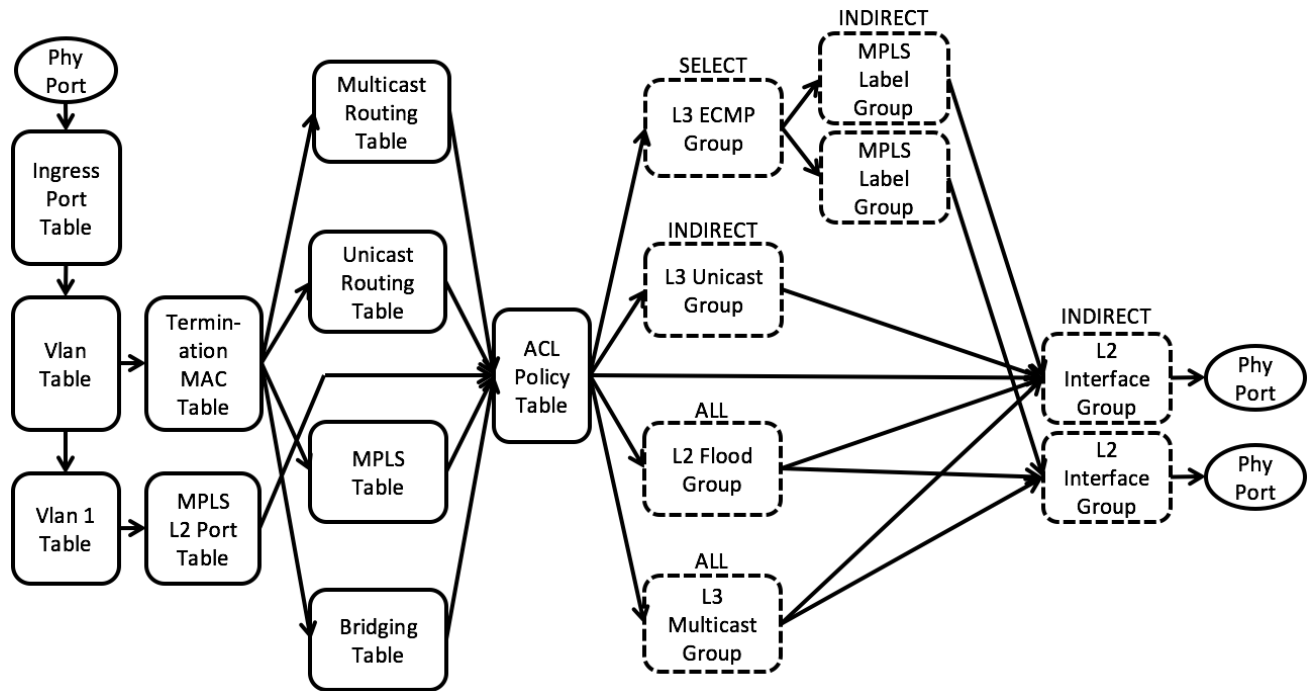 Phy
Port
Ingress
Port
Table
Vlan
Table
Vlan 1
Table
Termin-
ation
MAC
Table
MPLS
L2 Port
Table
Multicast
Routing
Table
Unicast
Routing
Table
MPLS
Table
Bridging
Table
ACL
Policy
Table
SELECT
L3 ECMP
Group
INDIRECT
L3 Unicast
Group
ALL
L2 Flood
Group
ALL
L3
Multicast
Group
INDIRECT
MPLS
Label
Group
MPLS
Label
Group
INDIRECT
L2
Interface
Group
L2
Interface
Group
Phy
Port
Phy
Port